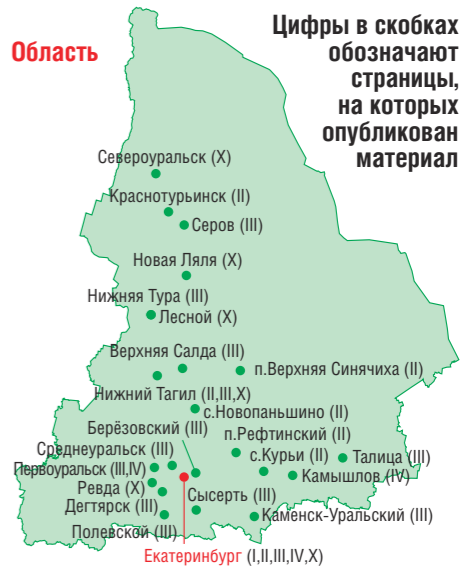 Область
Цифры в скобках
обозначают
страницы,
на которых
опубликован
материал
Североуральск (X)
Краснотурьинск (II)
Серов (III)
Новая Ляля (X)
Нижняя Тура (III)
Лесной (X)
Верхняя Салда (III)
п.Верхняя Синячиха (II)
Нижний Тагил (II,III,X)
с.Новопаньшино (II)
Берёзовский (III)
п.Рефтинский (II)
Среднеуральск (III)
с.Курьи (II)
Талица (III)
Первоуральск (III,IV)
Камышлов (IV)
Ревда (X)
Сысерть (III)
Дегтярск (III)
Каменск-Уральский (III)
Полевской (III)
Екатеринбург (I,II,III,IV,X)